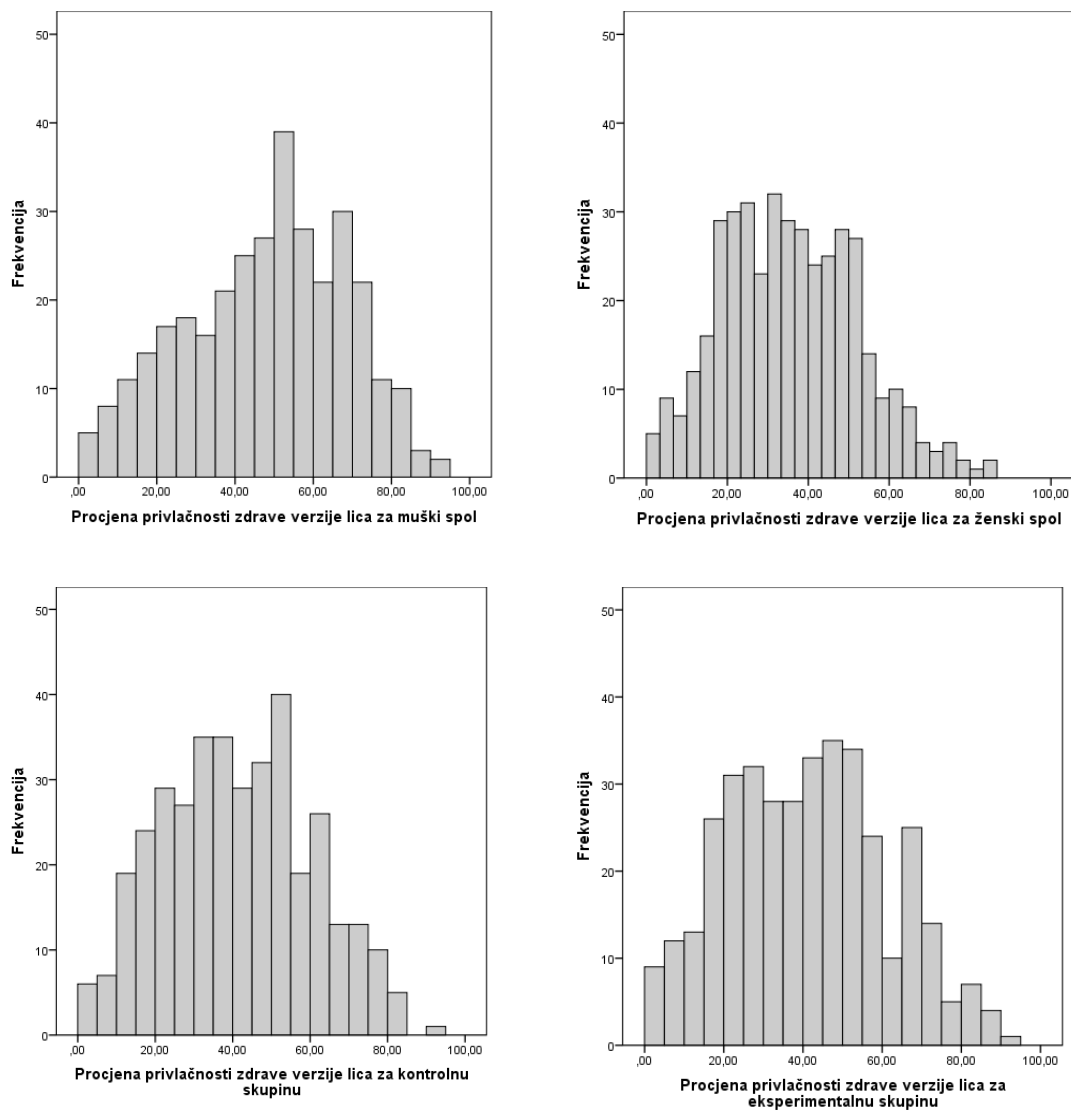 50
40
30
20
10
0
Frekvencija
,00 20,00 40,00 60,00 80,00 100,00
Procjena privlačnosti zdrave verzije lica za muški spol
50
40
30
20
10
0
Frekvencija
,00 20,00 40,00 60,00 80,00 100,00
Procjena privlačnosti zdrave verzije lica za ženski spol
50
40
30
20
10
0
Frekvencija
,00 20,00 40,00 60,00 80,00 100,00
Procjena privlačnosti zdrave verzije lica za kontrolnu
skupinu
50
40
30
20
10
0
Frekvencija
,00 20,00 40,00 60,00 80,00 100,00
Procjena privlačnosti zdrave verzije lica za
eksperimentalnu skupinu